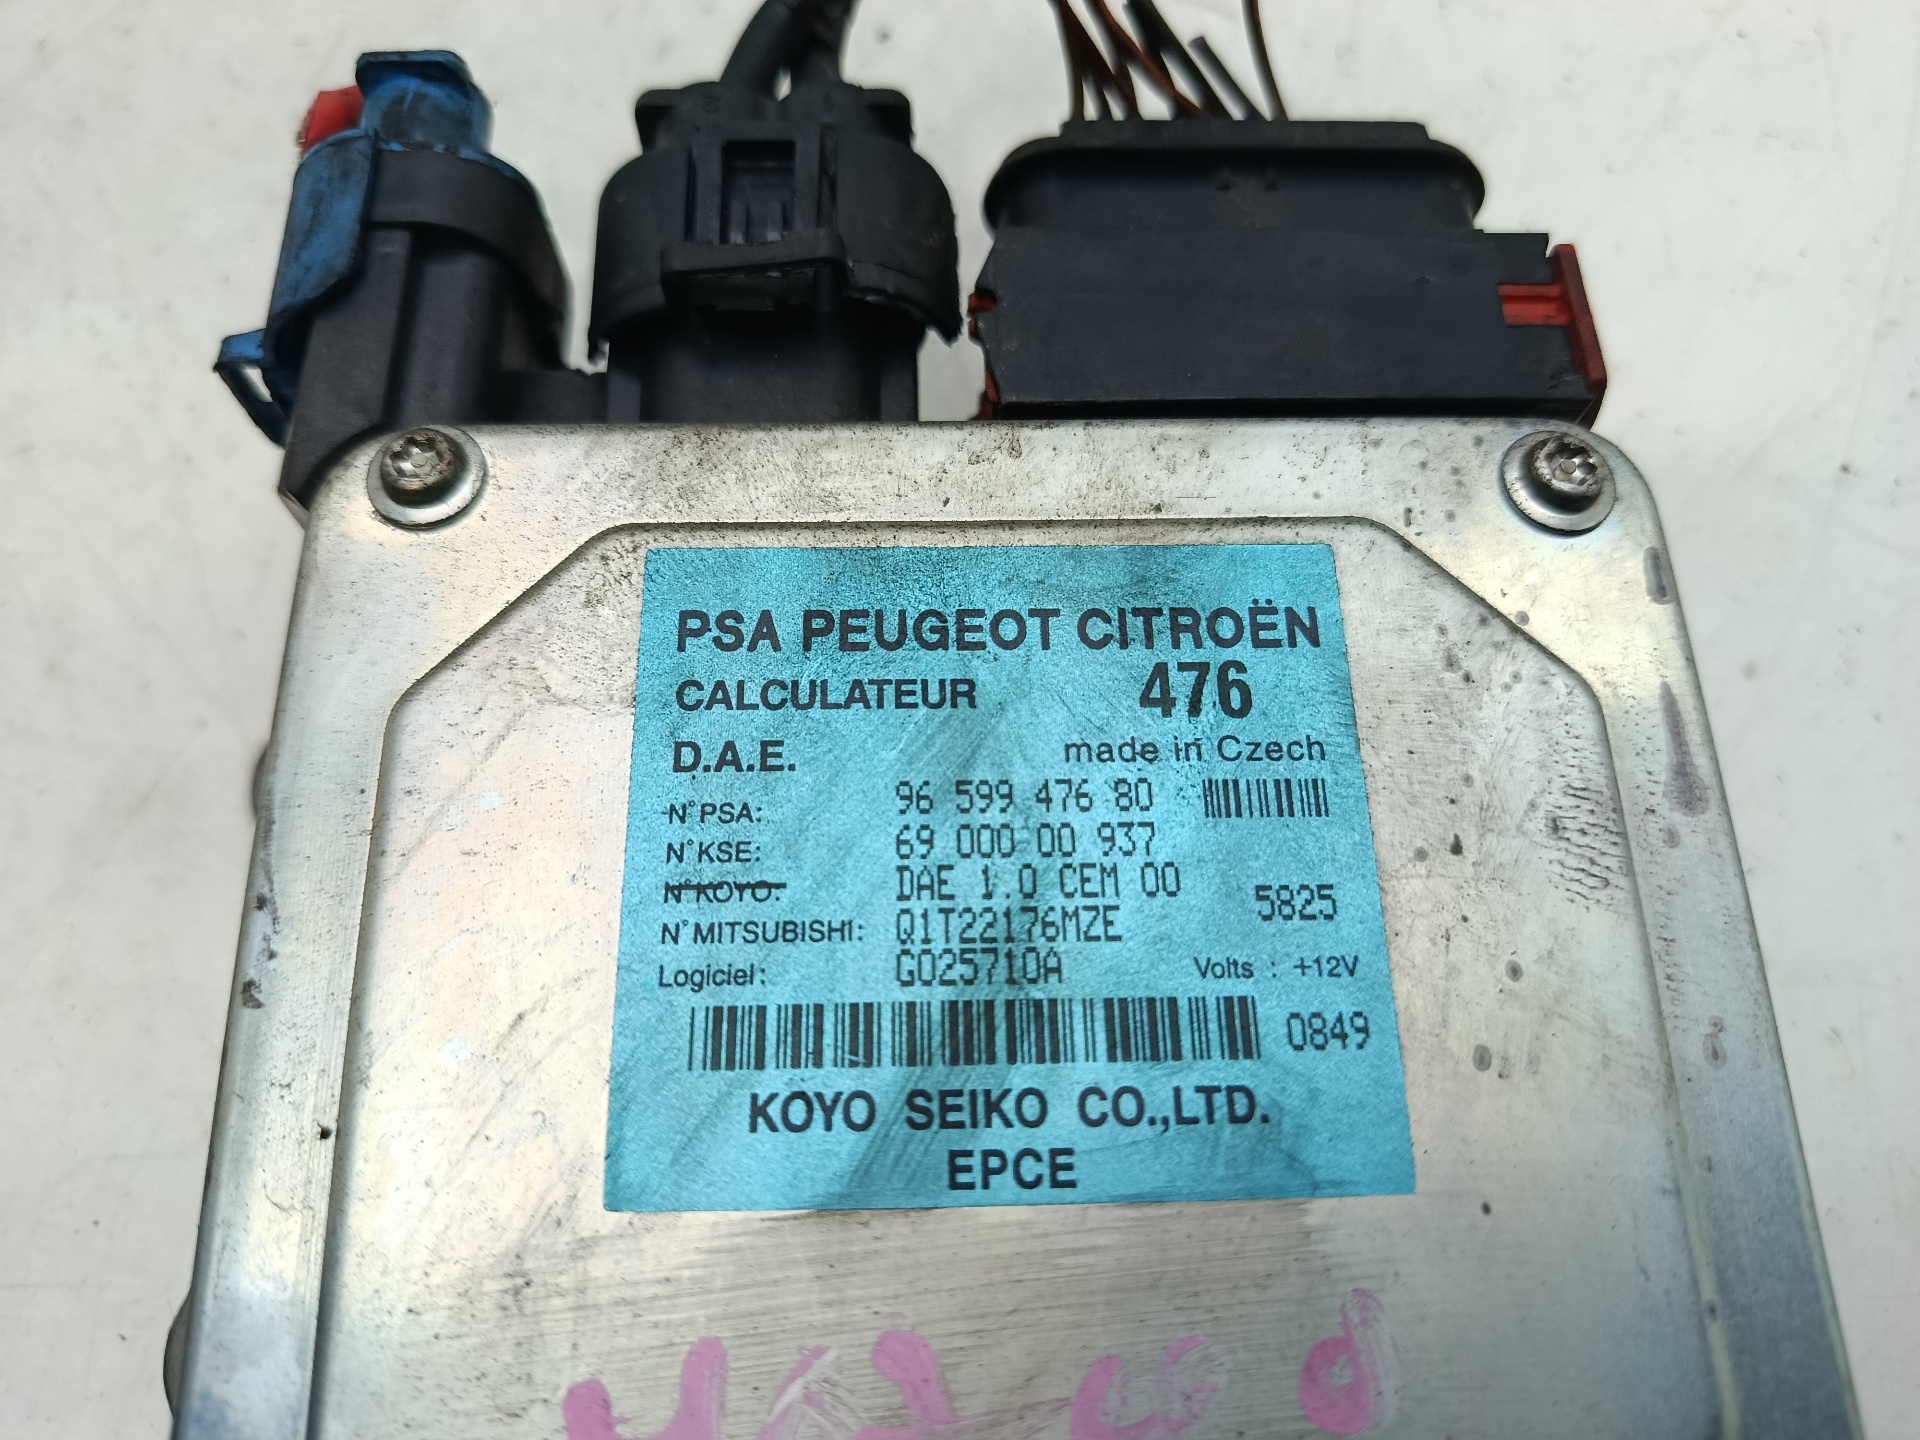 PSA PEUGEOT CITROËN
CALCULATEUR 476
D.A.E. made in Czech
N° PSA: 96 599 476 80
N° KSE: 69 000 00 937
N° KOYO: DAE 1.0 CEM 00 5825
N° MITSUBISHI: Q1T22176MZE
Logiciel: G025710A Volts : +12V
0849
KOYO SEIKO CO.,LTD.
EPCE